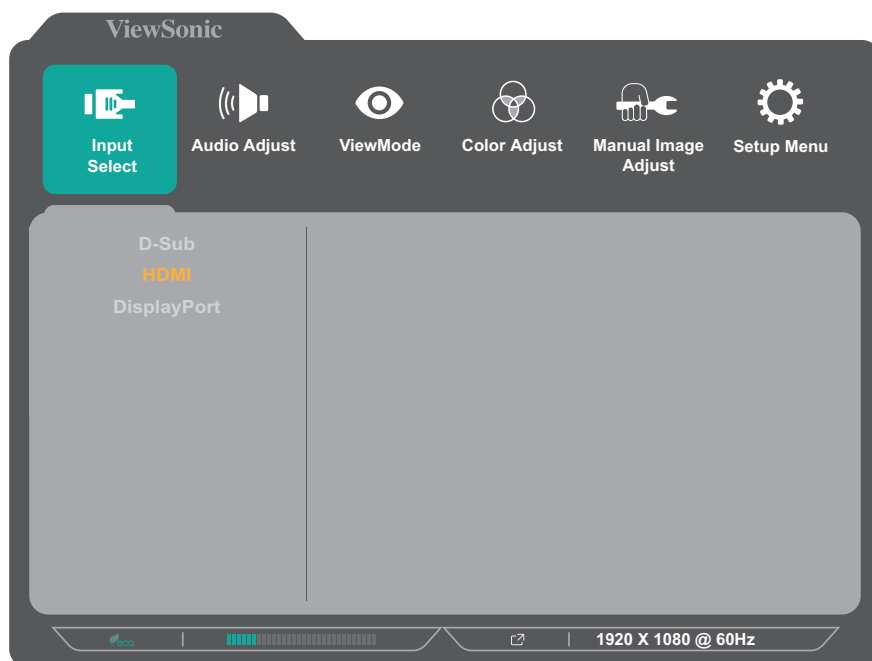 ViewSonic
Input
Select
Audio Adjust
ViewMode
Color Adjust
Manual Image
Adjust
Setup Menu
D-Sub
HDMI
DisplayPort
eco
1920 X 1080 @ 60Hz